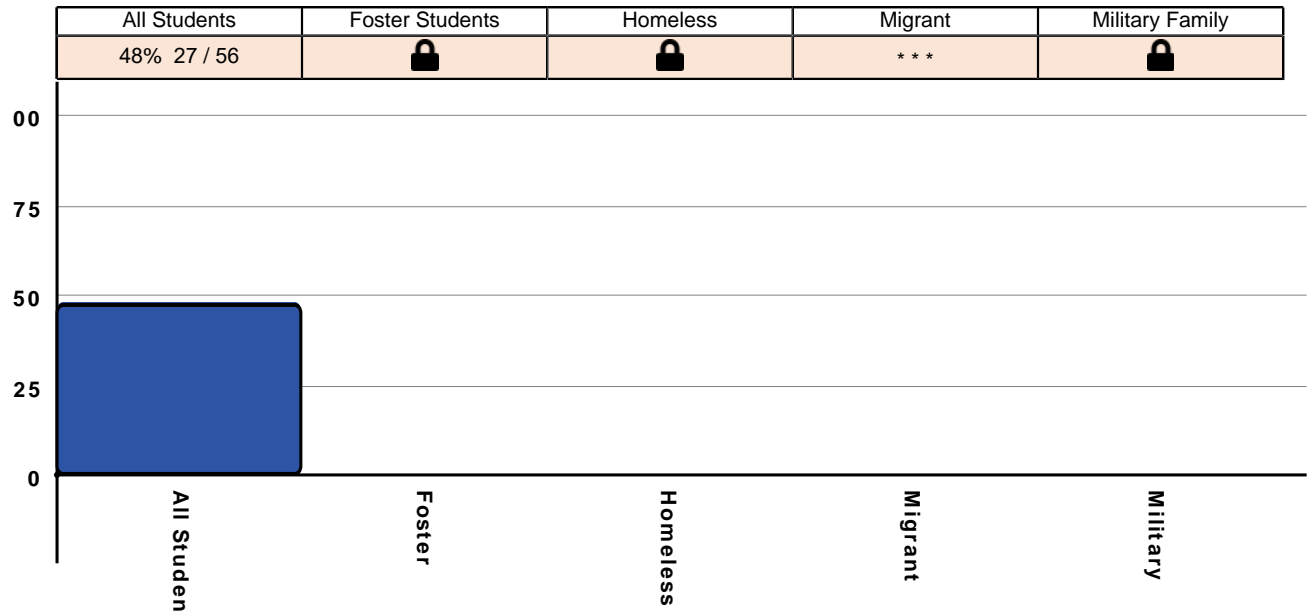 All Students Foster Students Homeless Migrant Military Family
48% 27 / 56 * * *
00
75
50
25
0
All Studen
Foster
Homeless
Migrant
Military